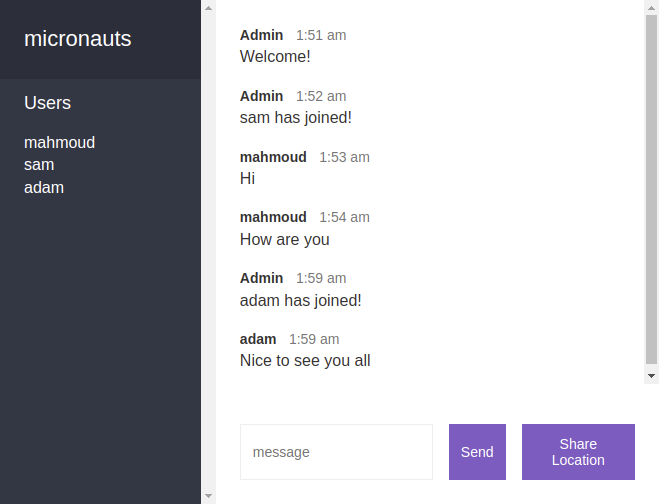 micronauts
Users
mahmoud
sam
adam
Admin 1:51 am
Welcome!
Admin 1:52 am
sam has joined!
mahmoud 1:53 am
Hi
mahmoud 1:54 am
How are you
Admin 1:59 am
adam has joined!
adam 1:59 am
Nice to see you all
message
Send
Share
Location